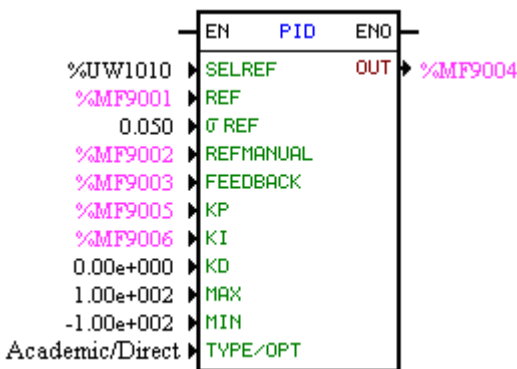 EN PID ENO
%UW1010 SELREF OUT %MF9004
%MF9001 REF
0.050 σ REF
%MF9002 REFMANUAL
%MF9003 FEEDBACK
%MF9005 KP
%MF9006 KI
0.00e+000 KD
1.00e+002 MAX
-1.00e+002 MIN
Academic/Direct TYPE/OPT